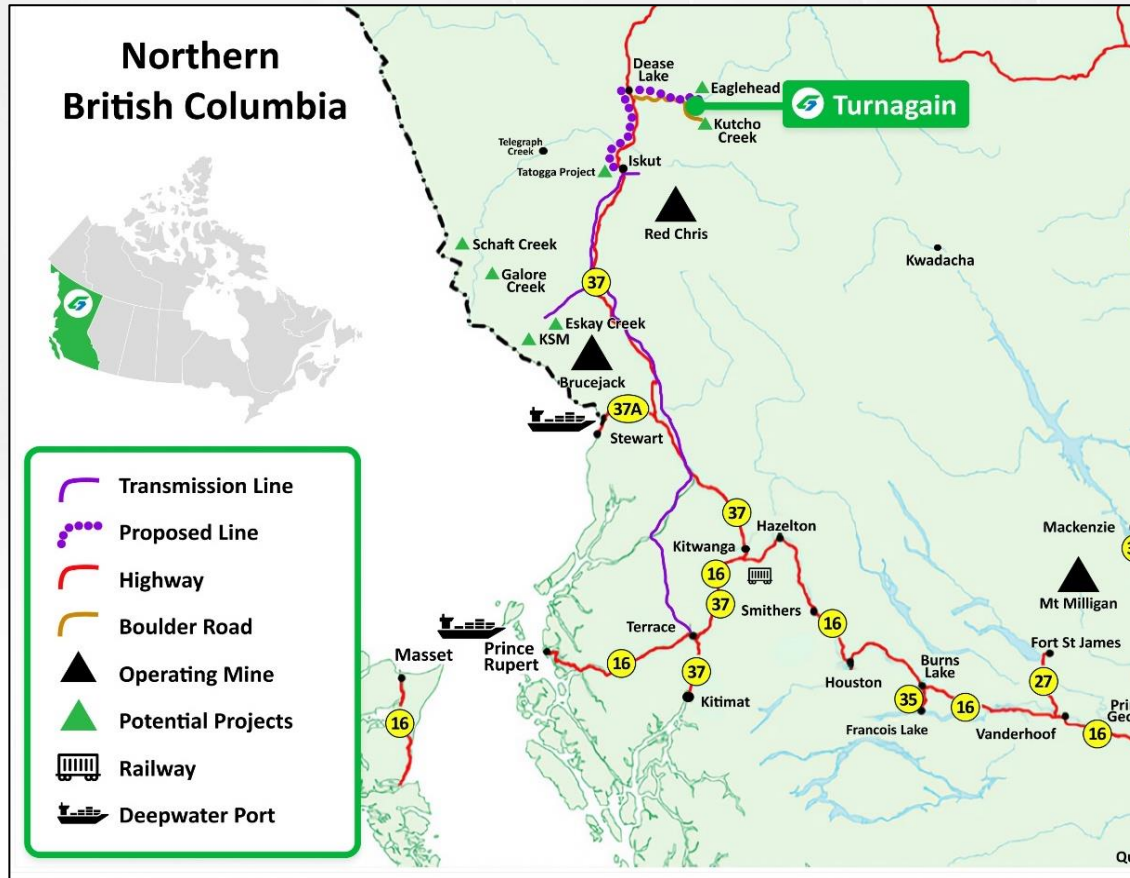 Northern
British Columbia
Dease
Lake
Eaglehead
Turnagain
Kutcho
Creek
Telegraph
Creek
Iskut
Tatogga Project
Red Chris
Schaft Creek
Kwadacha
Galore
Creek
37
Eskay Creek
KSM
Brucejack
37A
Stewart
Transmission Line
Proposed Line
Highway
Boulder Road
Operating Mine
Potential Projects
Railway
Deepwater Port
37
Hazelton
Mackenzie
Kitwanga
16
37
Smithers
Mt Milligan
16
Terrace
Masset
Prince
Rupert
16
37
Fort St James
Burns
Lake
27
Houston
Kitimat
35
16
16
Francois Lake
Vanderhoof
16